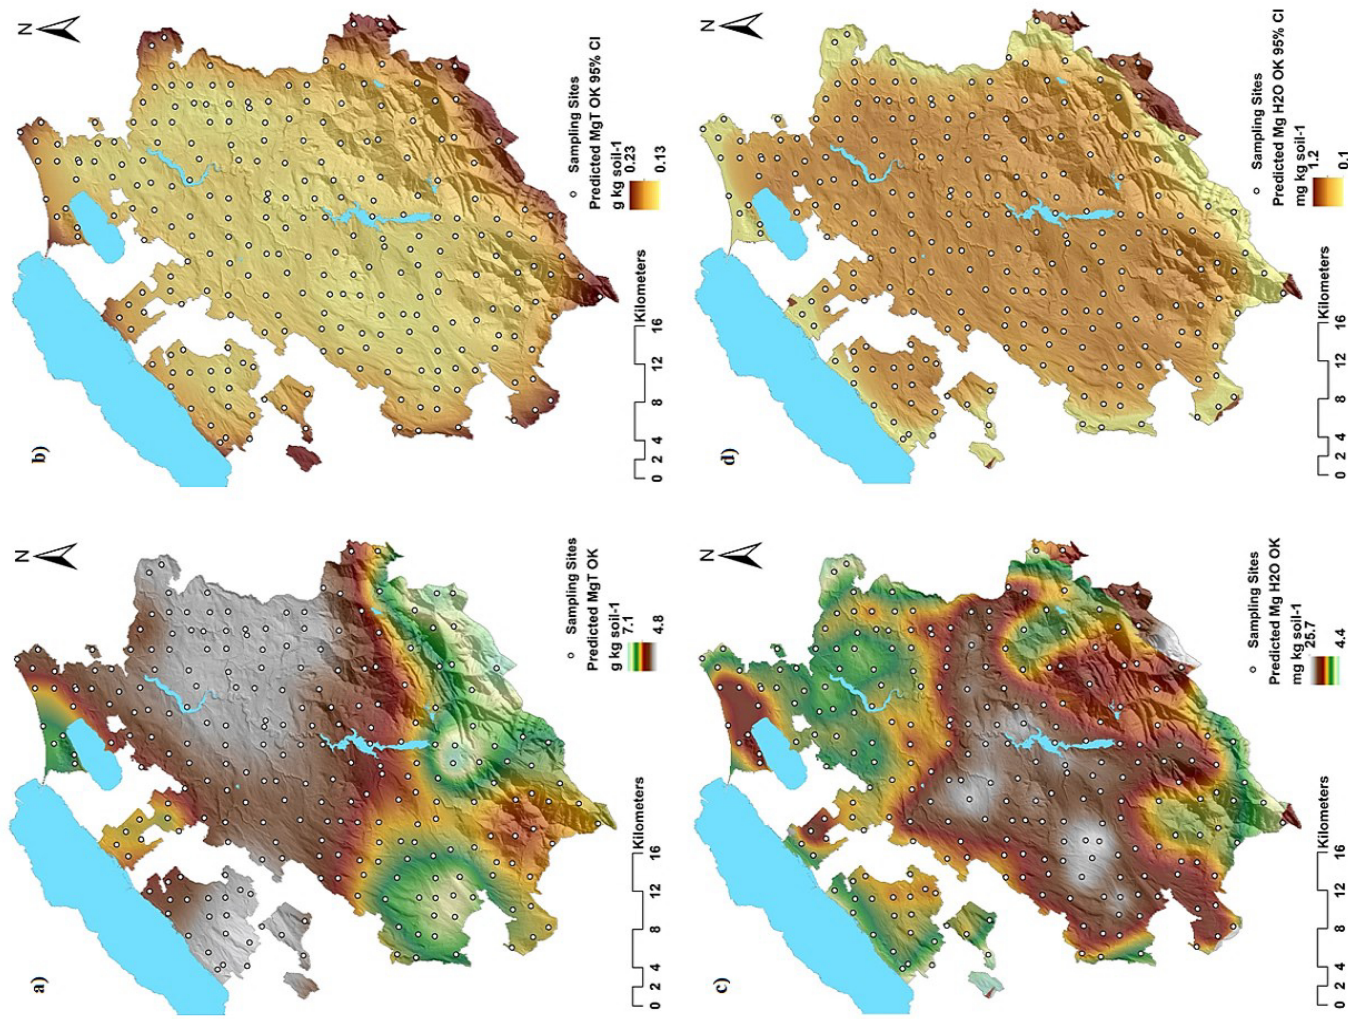 b)
N
Sampling Sites
Predicted MgT OK 95% CI
g kg soil-1
0.23
0.13
Kilometers
0 2 4 8 12 16
d)
N
Sampling Sites
Predicted Mg H2O OK 95% CI
mg kg soil-1
1.2
0.1
Kilometers
0 2 4 8 12 16
a)
N
Sampling Sites
Predicted MgT OK
g kg soil-1
7.1
4.8
Kilometers
0 2 4 8 12 16
c)
N
Sampling Sites
Predicted Mg H2O OK
mg kg soil-1
25.7
4.4
Kilometers
0 2 4 8 12 16